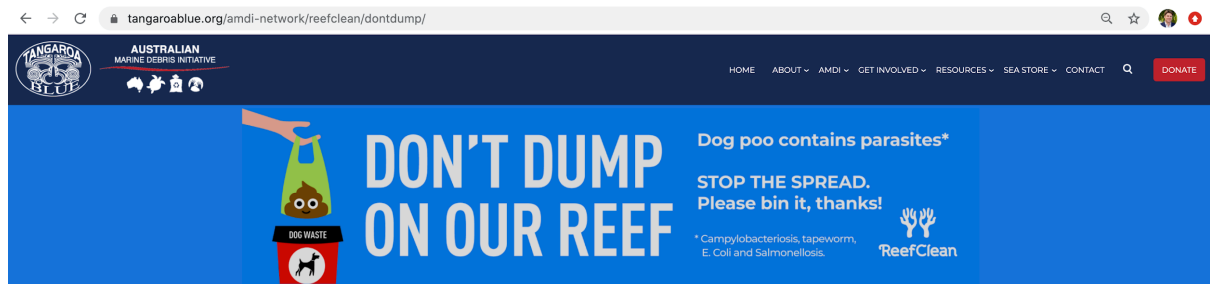 tangaroablue.org/amdi-network/reefclean/dontdump/
TANGAROA
BLUE
AUSTRALIAN
MARINE DEBRIS INITIATIVE
HOME ABOUT AMDI GET INVOLVED RESOURCES SEA STORE CONTACT DONATE
DON'T DUMP
ON OUR REEF
DOG WASTE
Dog poo contains parasites*
STOP THE SPREAD.
Please bin it, thanks!
* Campylobacteriosis, tapeworm,
E. Coli and Salmonellosis.
ReefClean